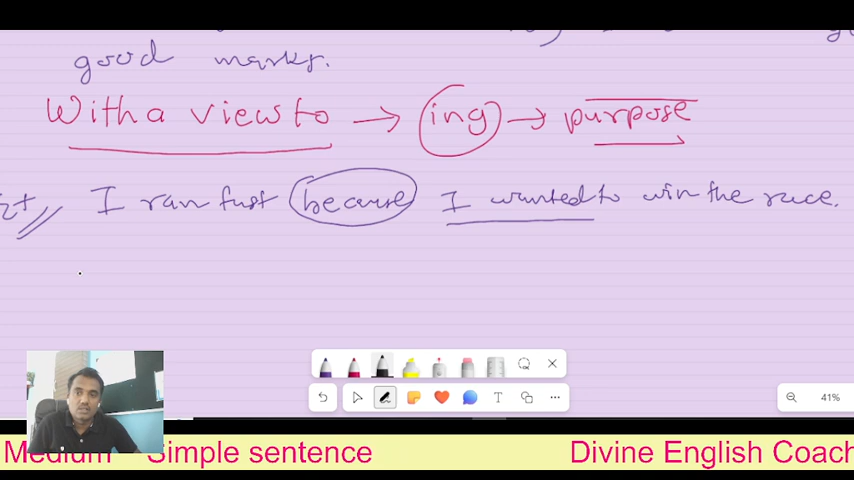 good marks.
With a view to → ing → purpose
I ran fast because I wanted to win the race.
41%
Medium Simple sentence
Divine English Coach